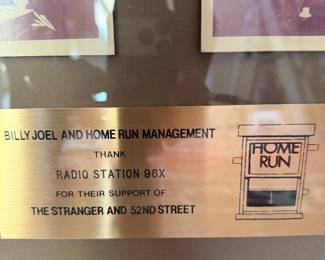 BILLY JOEL AND HOME RUN MANAGEMENT
THANK
RADIO STATION 96X
FOR THEIR SUPPORT OF
THE STRANGER AND 52ND STREET
HOME
RUN